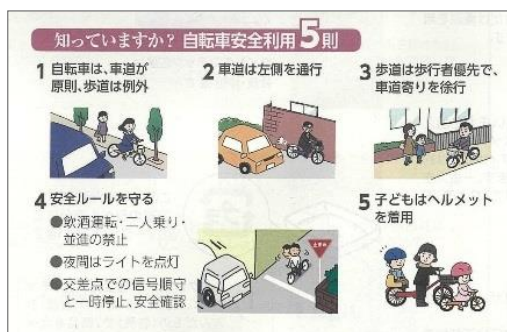 知っていますか？自転車安全利用5則
1 自転車は、車道が
原則、歩道は例外
2 車道は左側を通行
3 歩道は歩行者優先で、
車道寄りを徐行
4 安全ルールを守る
●飲酒運転・二人乗り・
並進の禁止
●夜間はライトを点灯
●交差点での信号順守
と一時停止、安全確認
止まれ
5 子どもはヘルメット
を着用